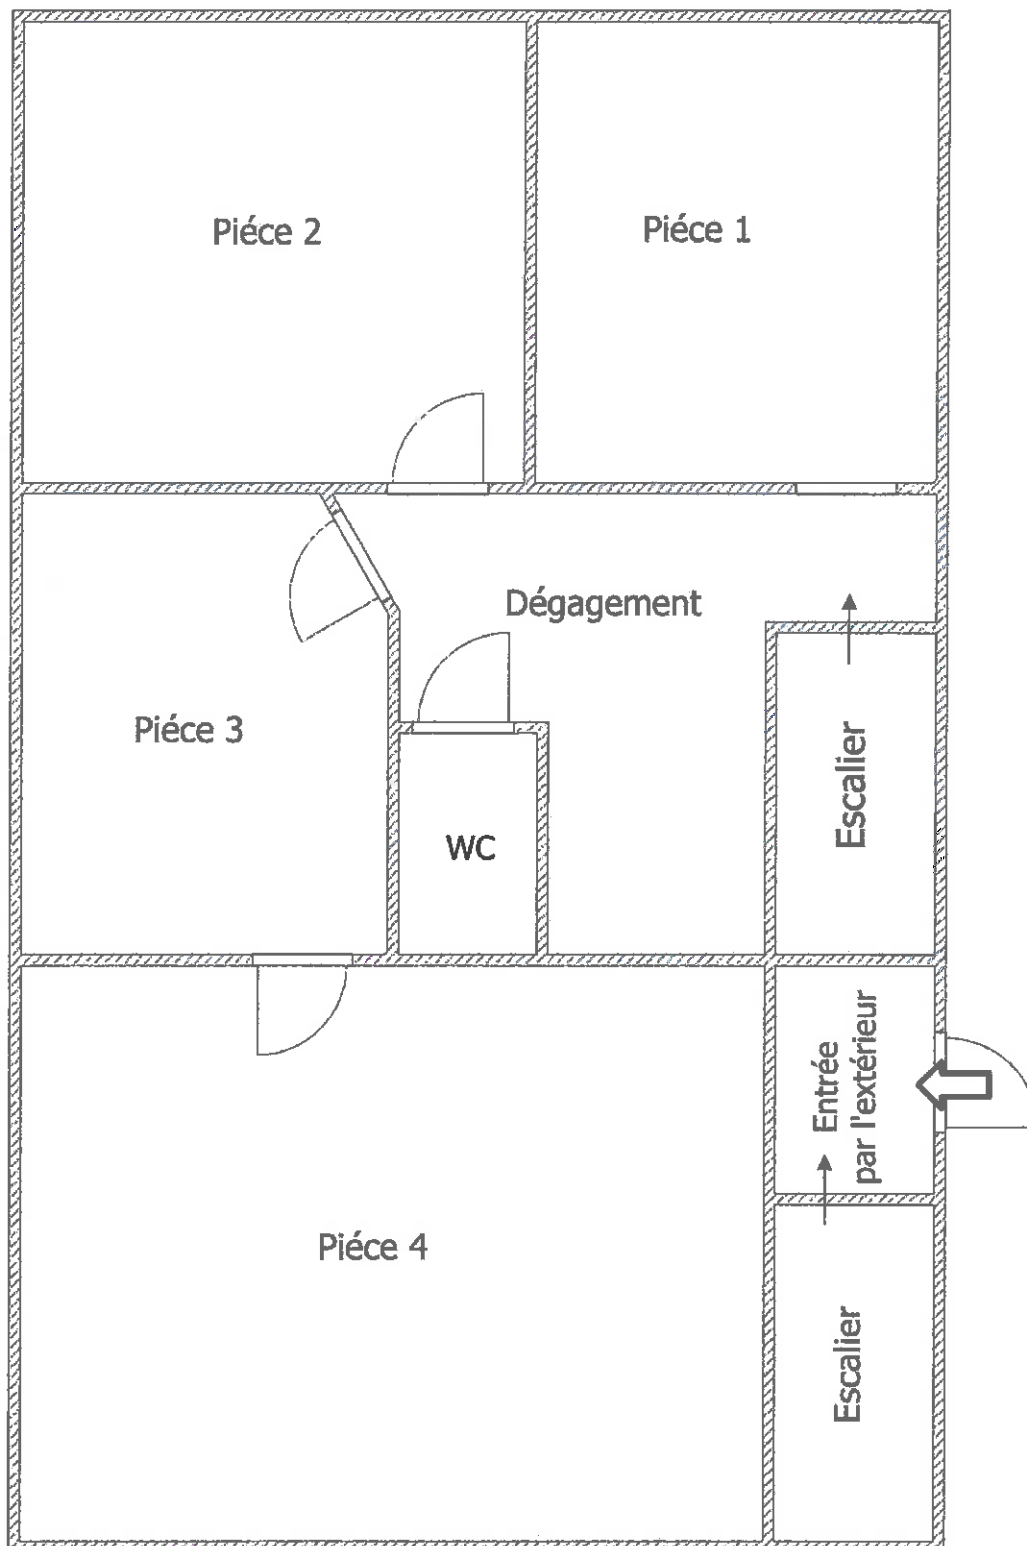 Piéce 2
Piéce 1
Dégagement
Piéce 3
Escalier
WC
Entrée
par l'extérieur
Piéce 4
Escalier